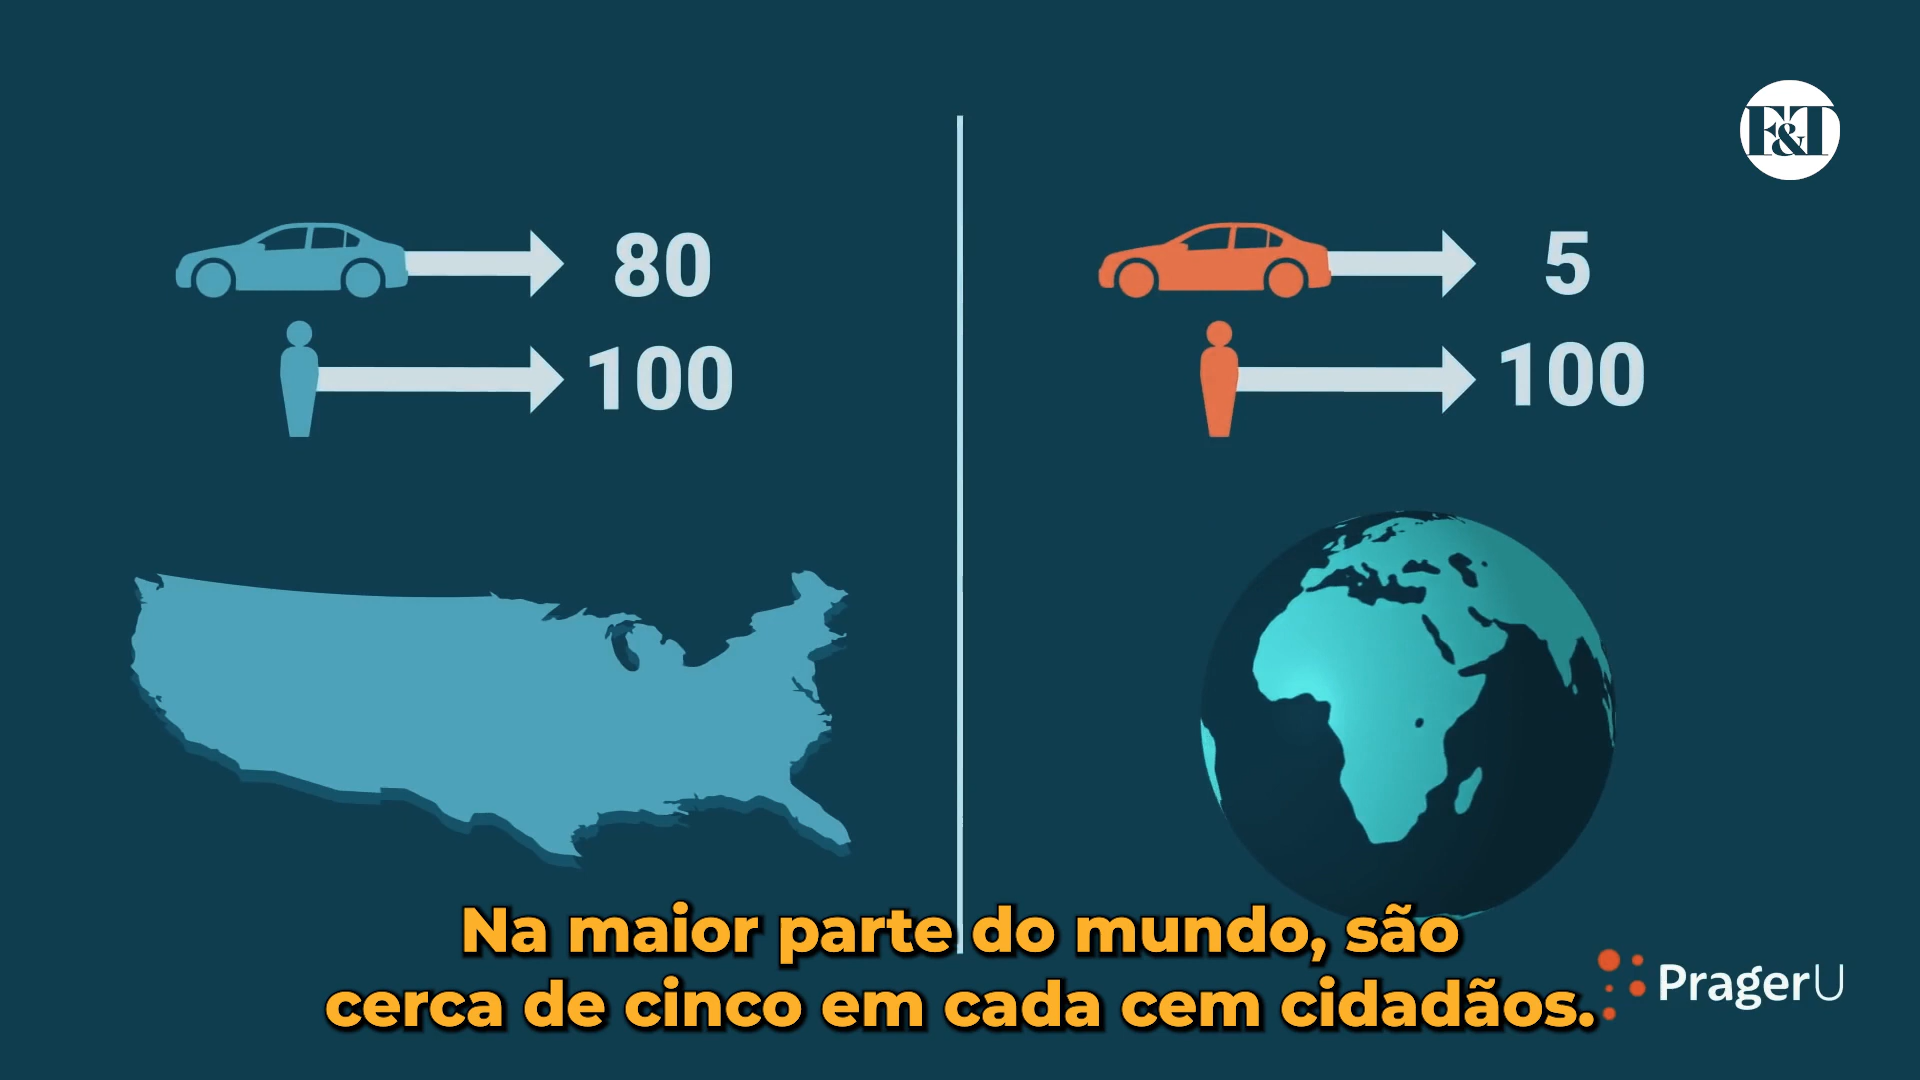 F&T
80
100
5
100
Na maior parte do mundo, são
cerca de cinco em cada cem cidadãos.
PragerU